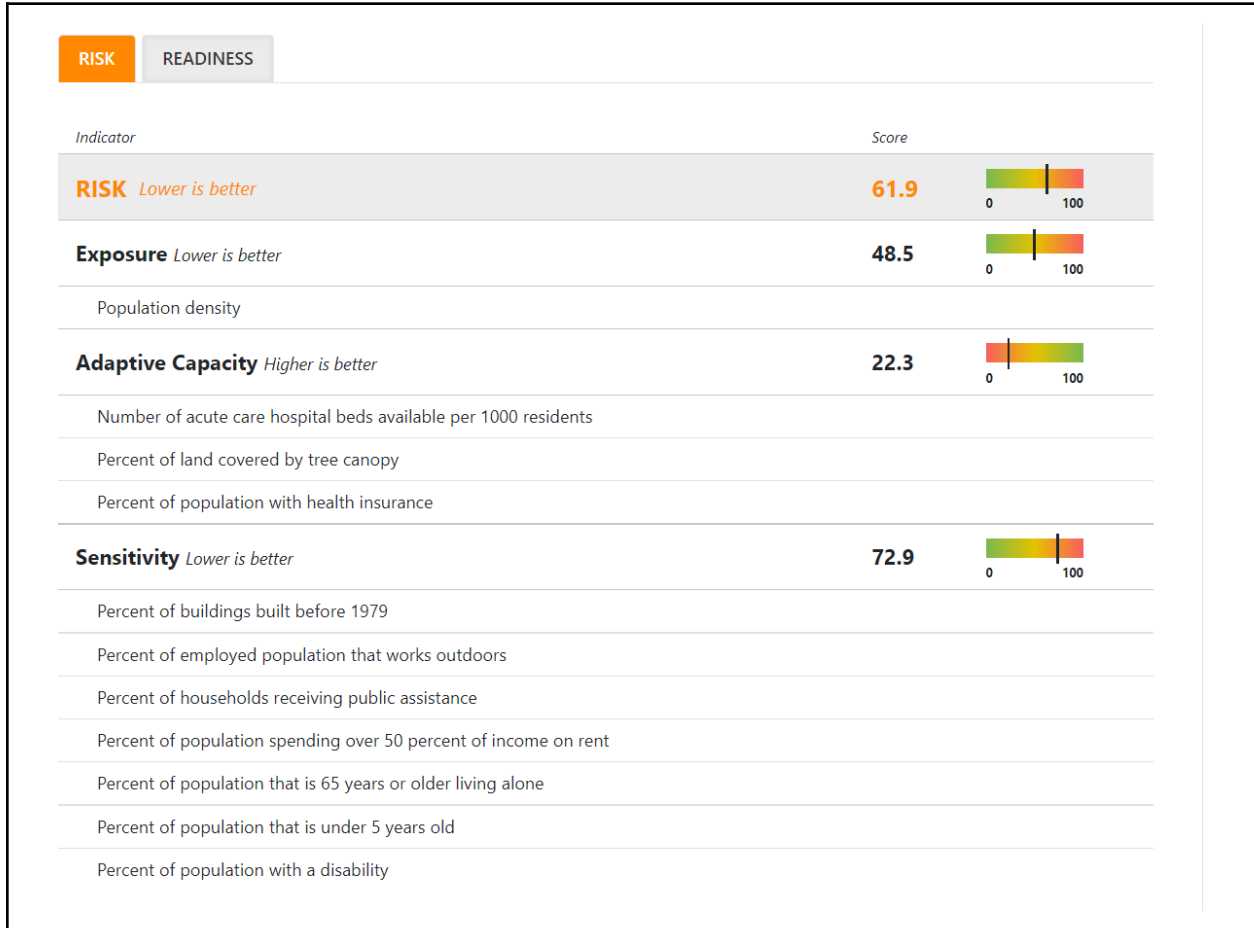 RISK READINESS
Indicator Score
RISK Lower is better 61.9
0 100
Exposure Lower is better 48.5
0 100
Population density
Adaptive Capacity Higher is better 22.3
0 100
Number of acute care hospital beds available per 1000 residents
Percent of land covered by tree canopy
Percent of population with health insurance
Sensitivity Lower is better 72.9
0 100
Percent of buildings built before 1979
Percent of employed population that works outdoors
Percent of households receiving public assistance
Percent of population spending over 50 percent of income on rent
Percent of population that is 65 years or older living alone
Percent of population that is under 5 years old
Percent of population with a disability